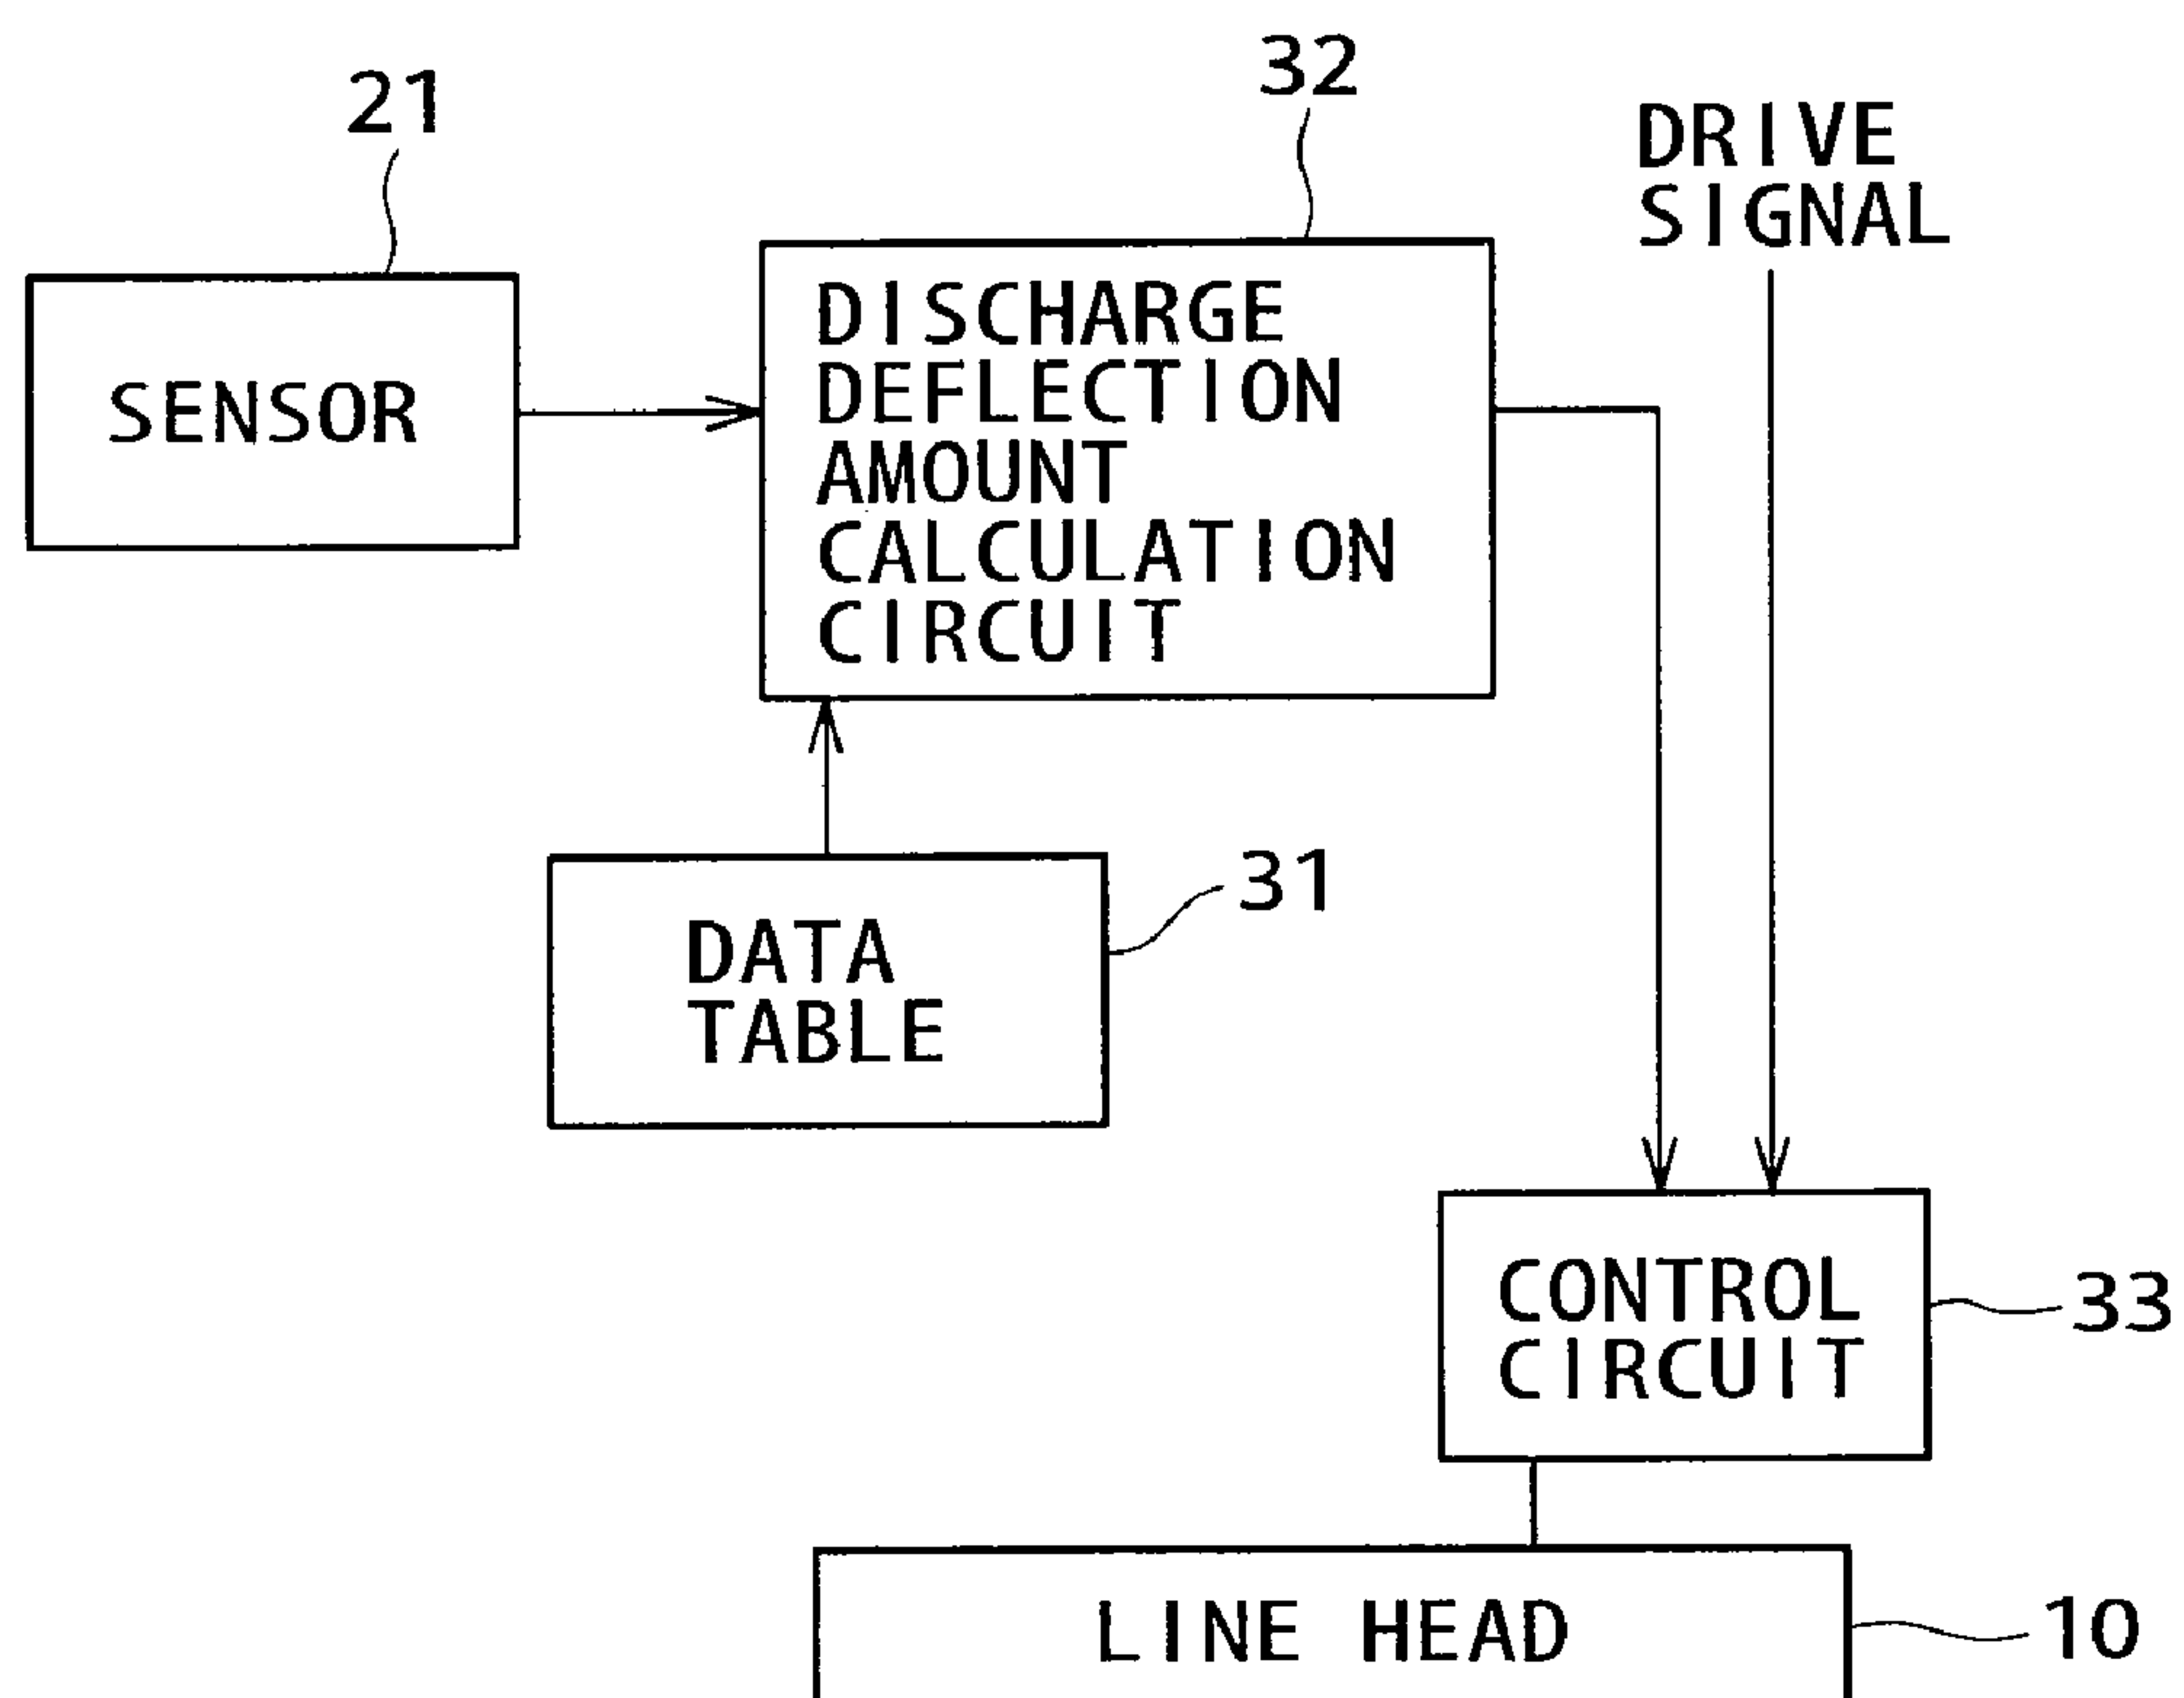 32
21
DRIVE
SIGNAL
DISCHARGE
DEFLECTION
AMOUNT
CALCULATION
CIRCUIT
SENSOR
31
DATA
TABLE
CONTROL
CIRCUIT
33
LINE HEAD
10